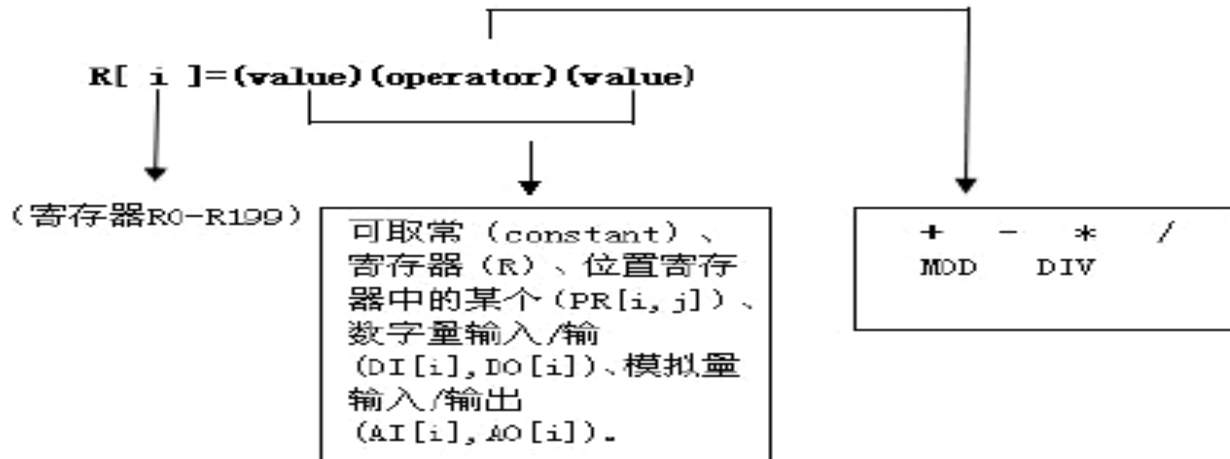 R[ i ]=(value)(operator)(value)
(寄存器R0-R199)
可取常 (constant)、
寄存器 (R)、位置寄存
器中的某个(PR[i,j])、
数字量输入/输
(DI[i],DO[i])、模拟量
输入/输出
(AI[i],AO[i])。
+ - * /
MOD DIV